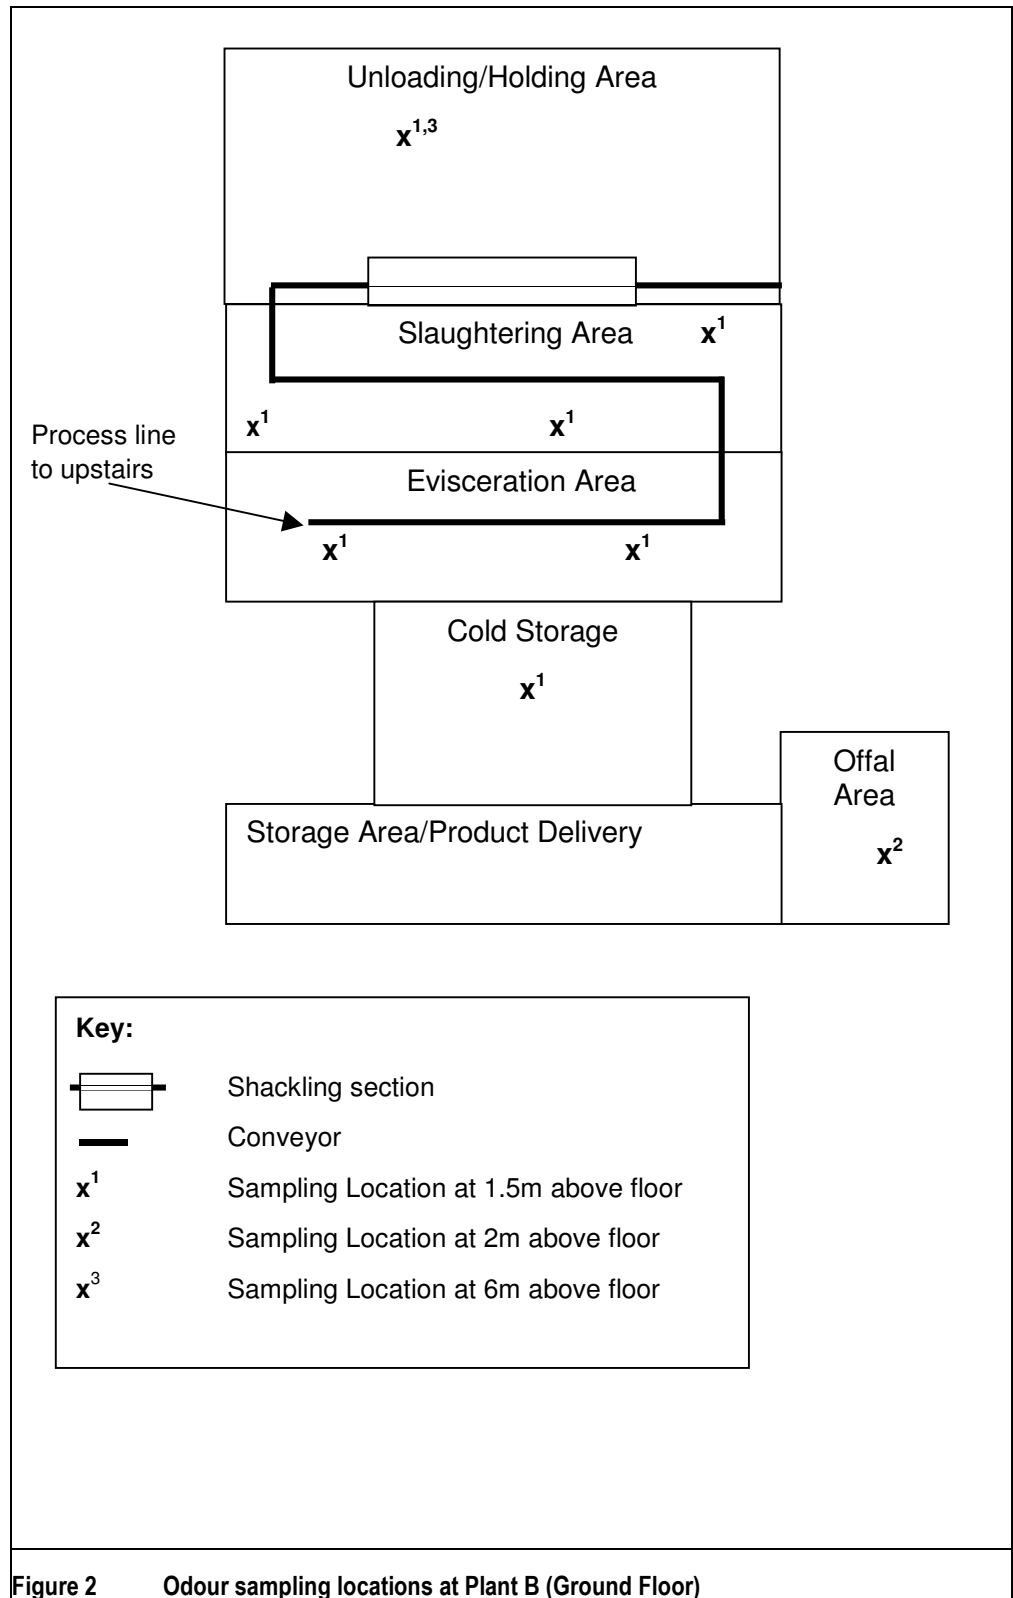 Unloading/Holding Area
x1,3
Slaughtering Area x1
x1 x1
Process line
to upstairs
Evisceration Area
x1 x1
Cold Storage
x1
Offal
Area
x2
Storage Area/Product Delivery
Key:
Shackling section
Conveyor
x1 Sampling Location at 1.5m above floor
x2 Sampling Location at 2m above floor
x3 Sampling Location at 6m above floor
Figure 2 Odour sampling locations at Plant B (Ground Floor)